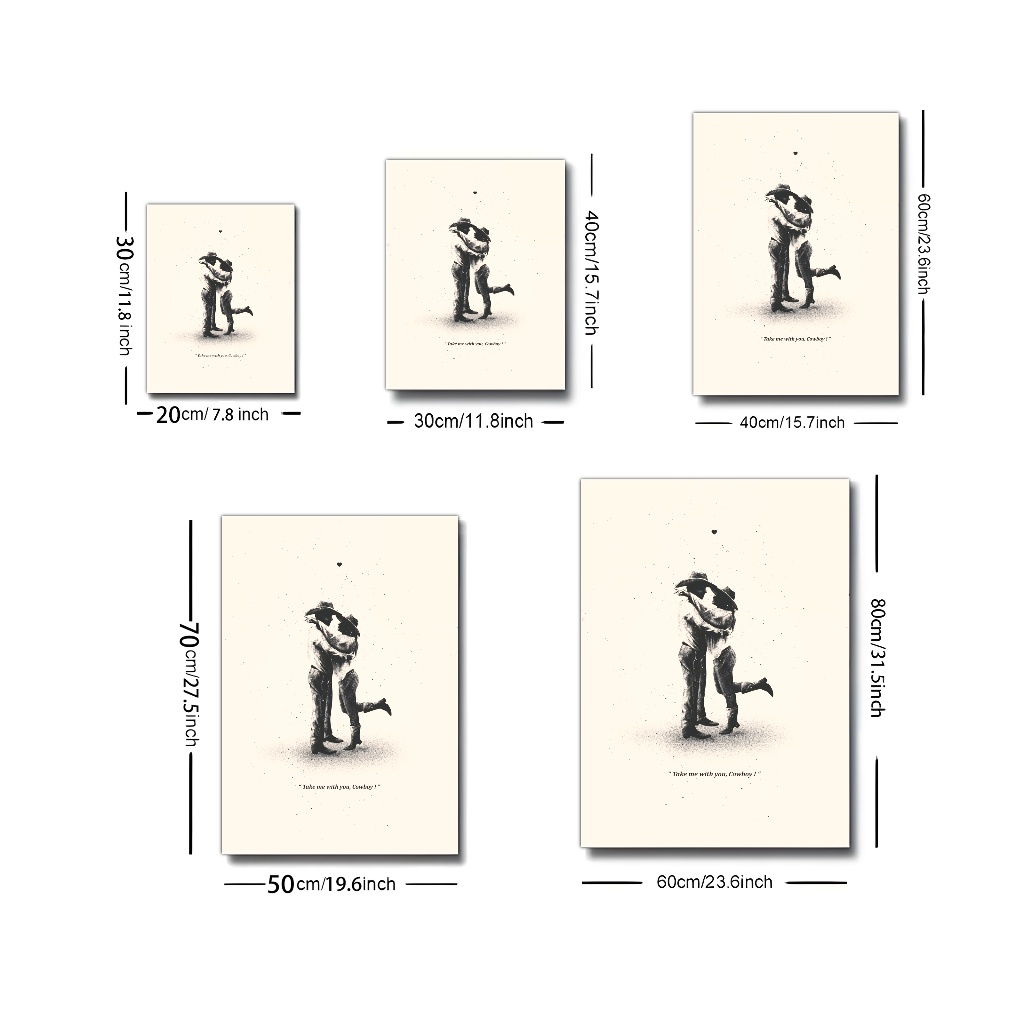 30cm/11.8 inch
" Take me with you, Cowboy ! "
20cm/ 7.8 inch
40cm/15.7inch
" Take me with you, Cowboy ! "
30cm/11.8inch
60cm/23.6inch
" Take me with you, Cowboy ! "
40cm/15.7inch
70cm/27.5inch
" Take me with you, Cowboy ! "
50cm/19.6inch
80cm/31.5inch
" Take me with you, Cowboy ! "
60cm/23.6inch